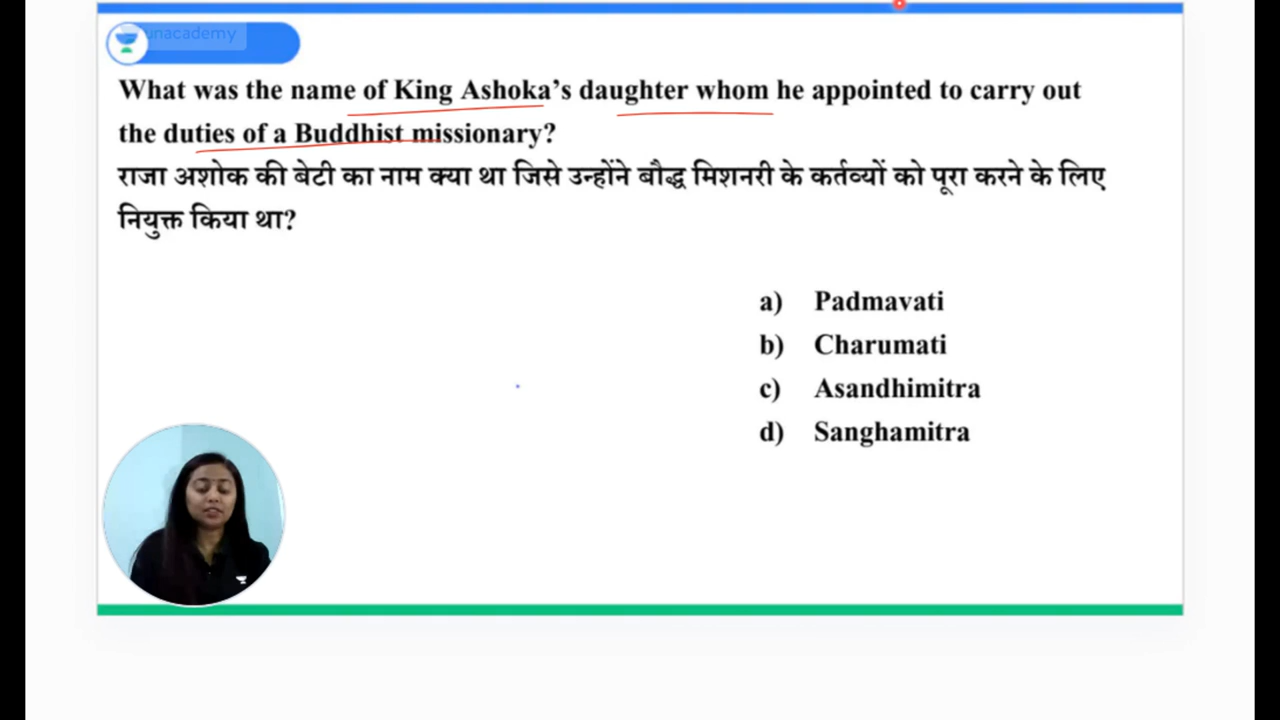 unacademy
What was the name of King Ashoka's daughter whom he appointed to carry out
the duties of a Buddhist missionary?
राजा अशोक की बेटी का नाम क्या था जिसे उन्होंने बौद्ध मिशनरी के कर्तव्यों को पूरा करने के लिए
नियुक्त किया था?
a) Padmavati
b) Charumati
c) Asandhimitra
d) Sanghamitra